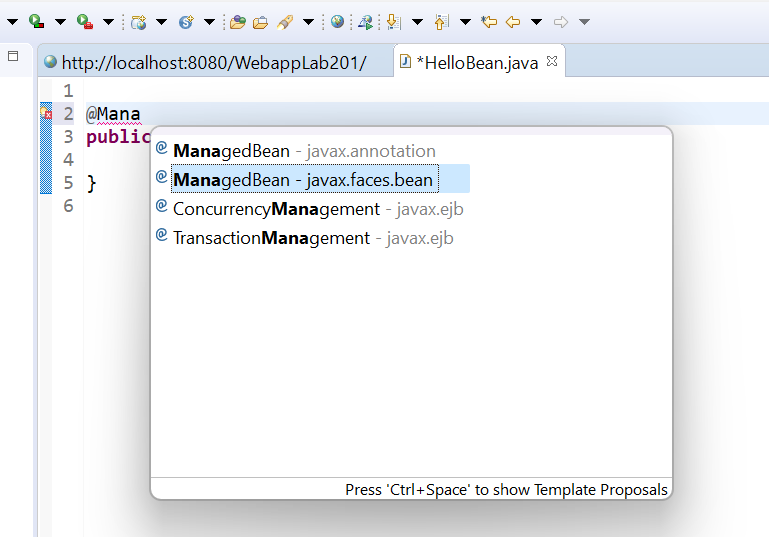 http://localhost:8080/WebappLab201/ *HelloBean.java
1
2 @Mana
3 public
4
5 }
6
@ ManagedBean - javax.annotation
@ ManagedBean - javax.faces.bean
@ ConcurrencyManagement - javax.ejb
@ TransactionManagement - javax.ejb
Press 'Ctrl+Space' to show Template Proposals